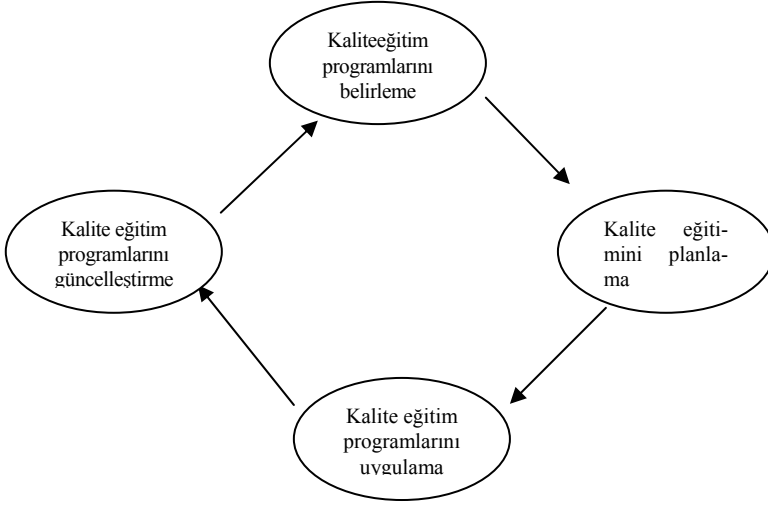 Kaliteeğitim
programlarını
belirleme
Kalite eğiti-
mini planla-
ma
Kalite eğitim
programlarını
uygulama
Kalite eğitim
programlarını
güncelleştirme